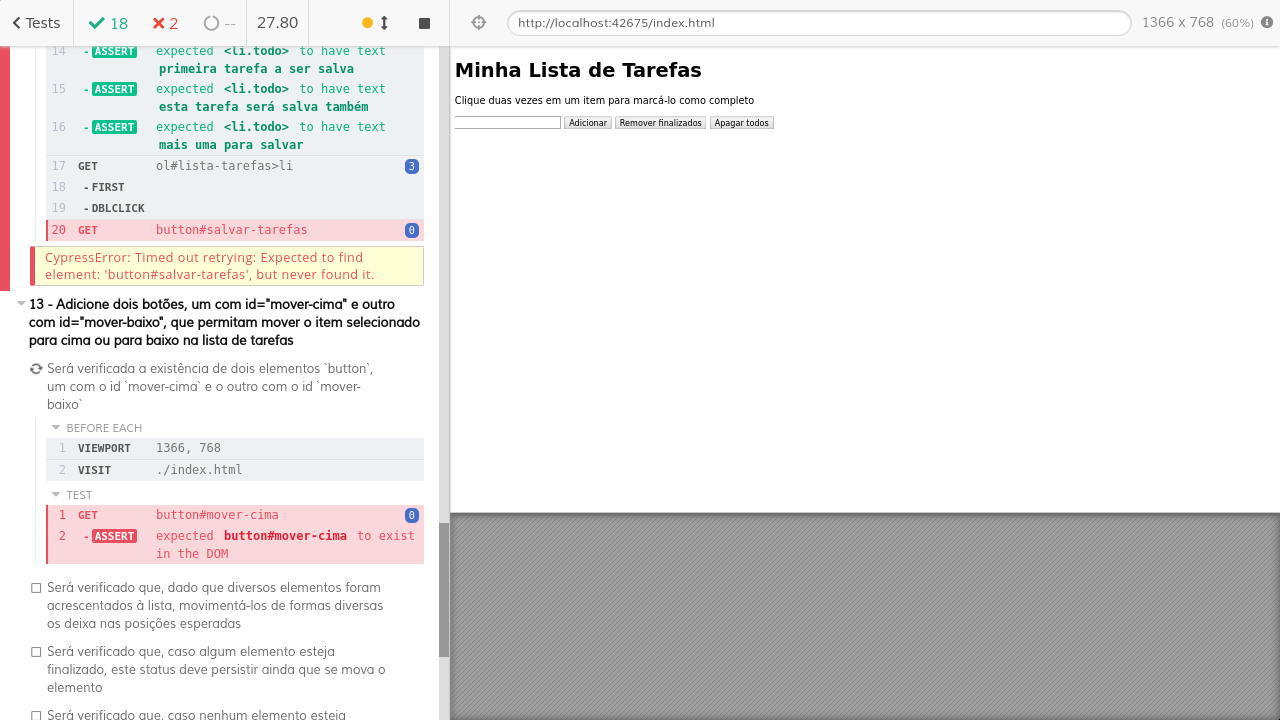 Tests 18 2 -- 27.80
http://localhost:42675/index.html 1366 x 768 (60%)
14 - ASSERT expected <li.todo> to have text
primeira tarefa a ser salva
15 - ASSERT expected <li.todo> to have text
esta tarefa será salva também
16 - ASSERT expected <li.todo> to have text
mais uma para salvar
17 GET ol#lista-tarefas>li 3
18 - FIRST
19 - DBLCLICK
20 GET button#salvar-tarefas 0
CypressError: Timed out retrying: Expected to find
element: 'button#salvar-tarefas', but never found it.
13 - Adicione dois botões, um com id="mover-cima" e outro
com id="mover-baixo", que permitam mover o item selecionado
para cima ou para baixo na lista de tarefas
Será verificada a existência de dois elementos `button`,
um com o id `mover-cima` e o outro com o id `mover-
baixo`
BEFORE EACH
1 VIEWPORT 1366, 768
2 VISIT ./index.html
TEST
1 GET button#mover-cima 0
2 - ASSERT expected button#mover-cima to exist
in the DOM
Será verificado que, dado que diversos elementos foram
acrescentados à lista, movimentá-los de formas diversas
os deixa nas posições esperadas
Será verificado que, caso algum elemento esteja
finalizado, este status deve persistir ainda que se mova o
elemento
Será verificado que, caso nenhum elemento esteja
Minha Lista de Tarefas
Clique duas vezes em um item para marcá-lo como completo
Adicionar Remover finalizados Apagar todos